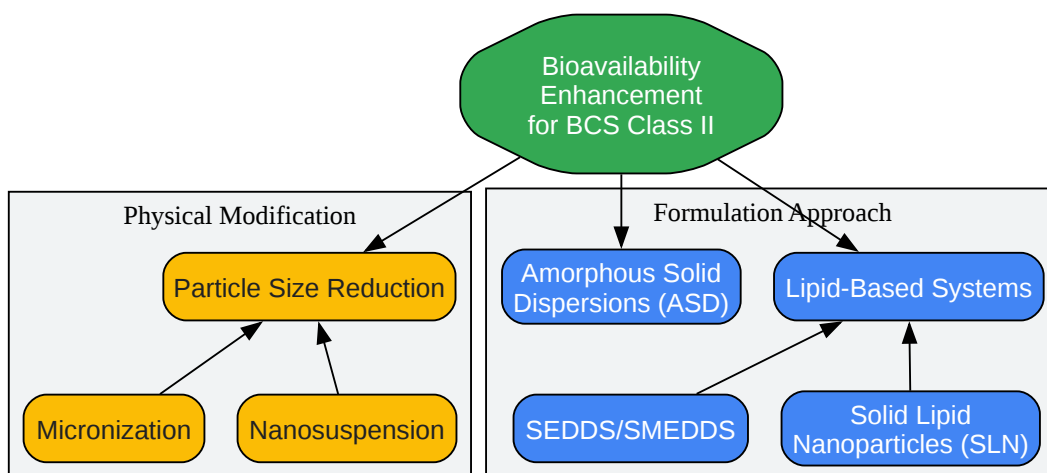 Bioavailability
Enhancement
for BCS Class II
Physical Modification
Formulation Approach
Particle Size Reduction
Amorphous Solid
Dispersions (ASD)
Lipid-Based Systems
Micronization
Nanosuspension
SEDDS/SMEDDS
Solid Lipid
Nanoparticles (SLN)